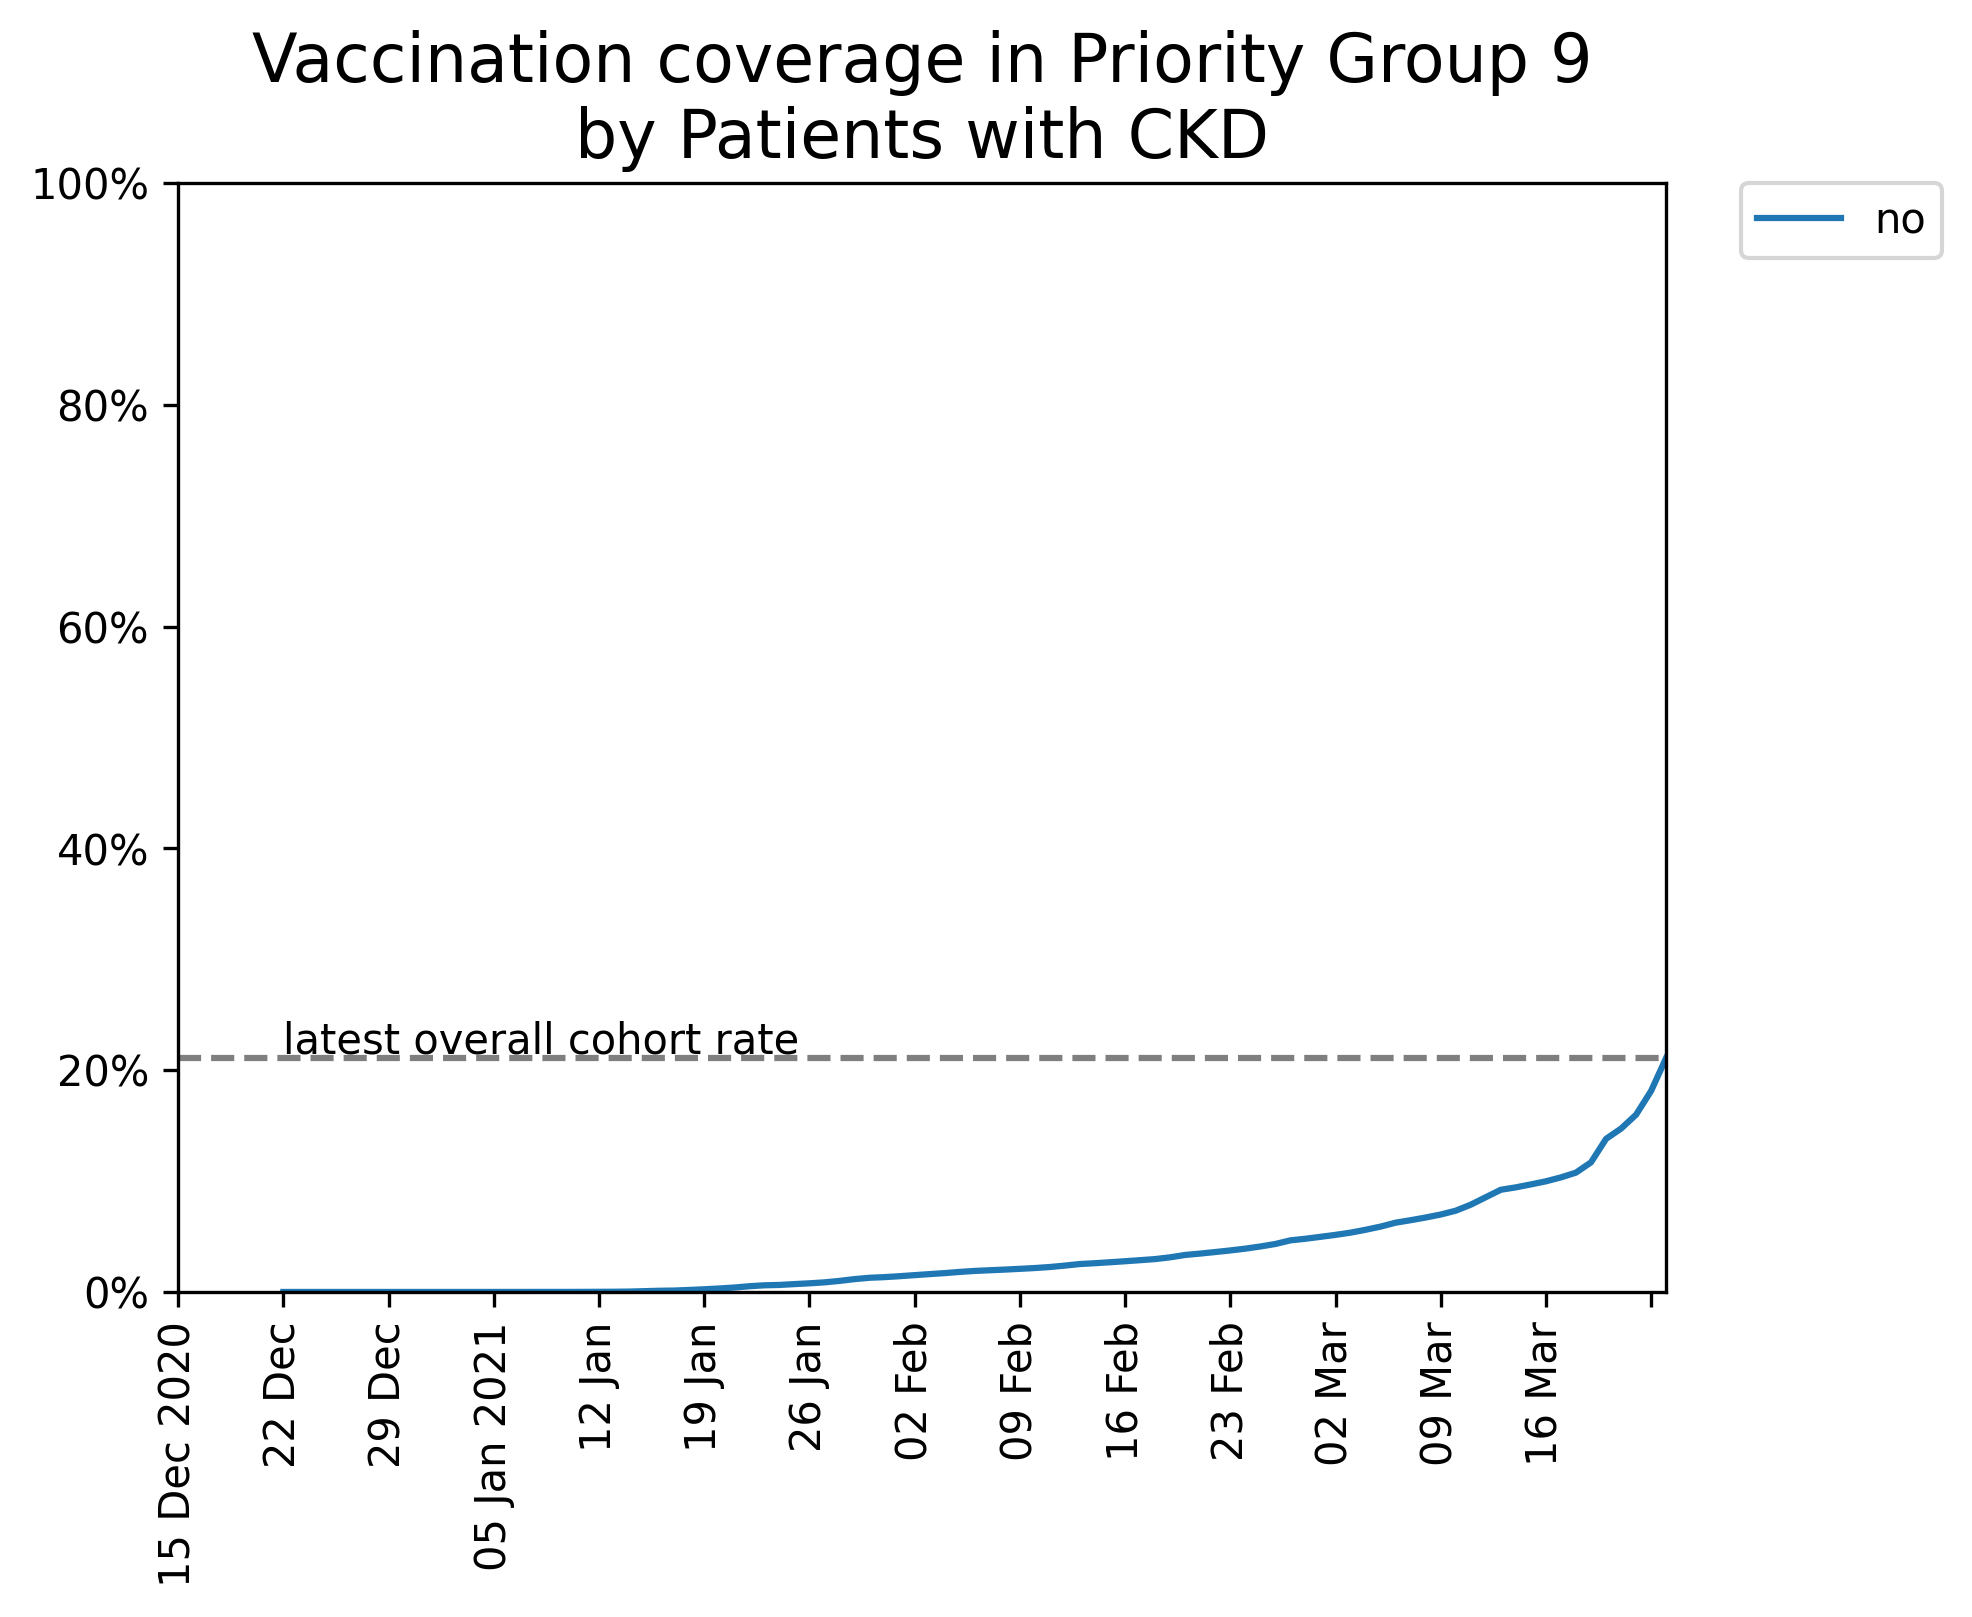 Vaccination coverage in Priority Group 9
by Patients with CKD
100%
80%
60%
40%
20%
0%
latest overall cohort rate
no
15 Dec 2020
22 Dec
29 Dec
05 Jan 2021
12 Jan
19 Jan
26 Jan
02 Feb
09 Feb
16 Feb
23 Feb
02 Mar
09 Mar
16 Mar